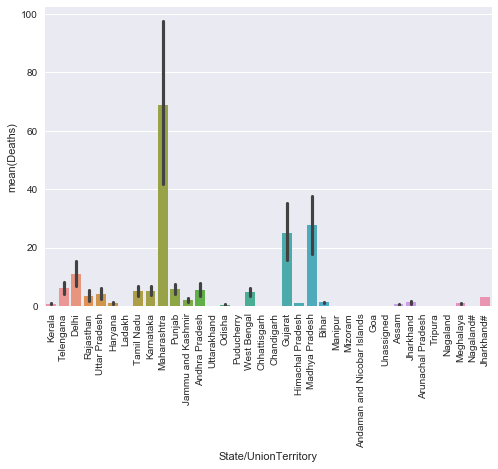 100
80
60
40
20
0
mean(Deaths)
Kerala
Telengana
Delhi
Rajasthan
Uttar Pradesh
Haryana
Ladakh
Tamil Nadu
Karnataka
Maharashtra
Punjab
Jammu and Kashmir
Andhra Pradesh
Uttarakhand
Odisha
Puducherry
West Bengal
Chhattisgarh
Chandigarh
Gujarat
Himachal Pradesh
Madhya Pradesh
Bihar
Manipur
Mizoram
Andaman and Nicobar Islands
Goa
Unassigned
Assam
Jharkhand
Arunachal Pradesh
Tripura
Nagaland
Meghalaya
Nagaland#
Jharkhand#
State/UnionTerritory